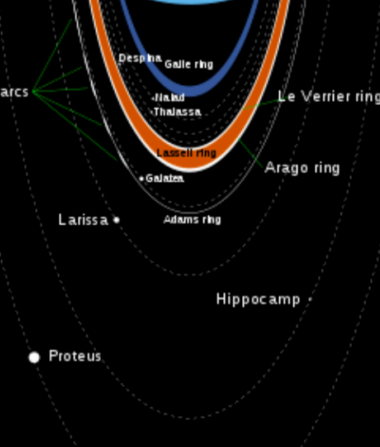 Despina
Galle ring
arcs
Naiad
Le Verrier ring
Thalassa
Lassell ring
Arago ring
Galatea
Larissa
Adams ring
Hippocamp
Proteus